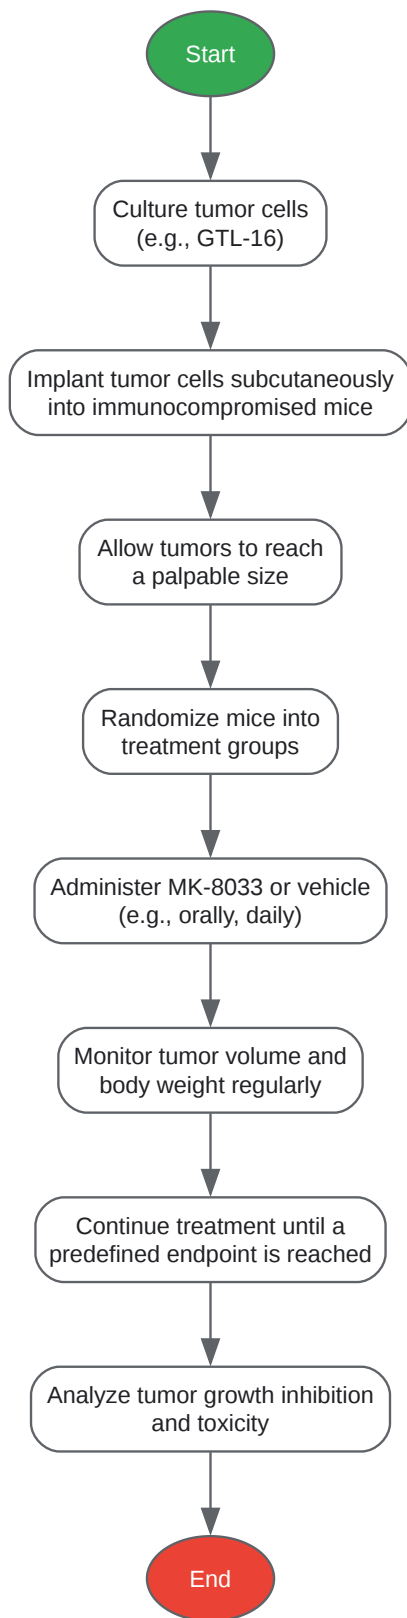 Start
Culture tumor cells
(e.g., GTL-16)
Implant tumor cells subcutaneously
into immunocompromised mice
Allow tumors to reach
a palpable size
Randomize mice into
treatment groups
Administer MK-8033 or vehicle
(e.g., orally, daily)
Monitor tumor volume and
body weight regularly
Continue treatment until a
predefined endpoint is reached
Analyze tumor growth inhibition
and toxicity
End